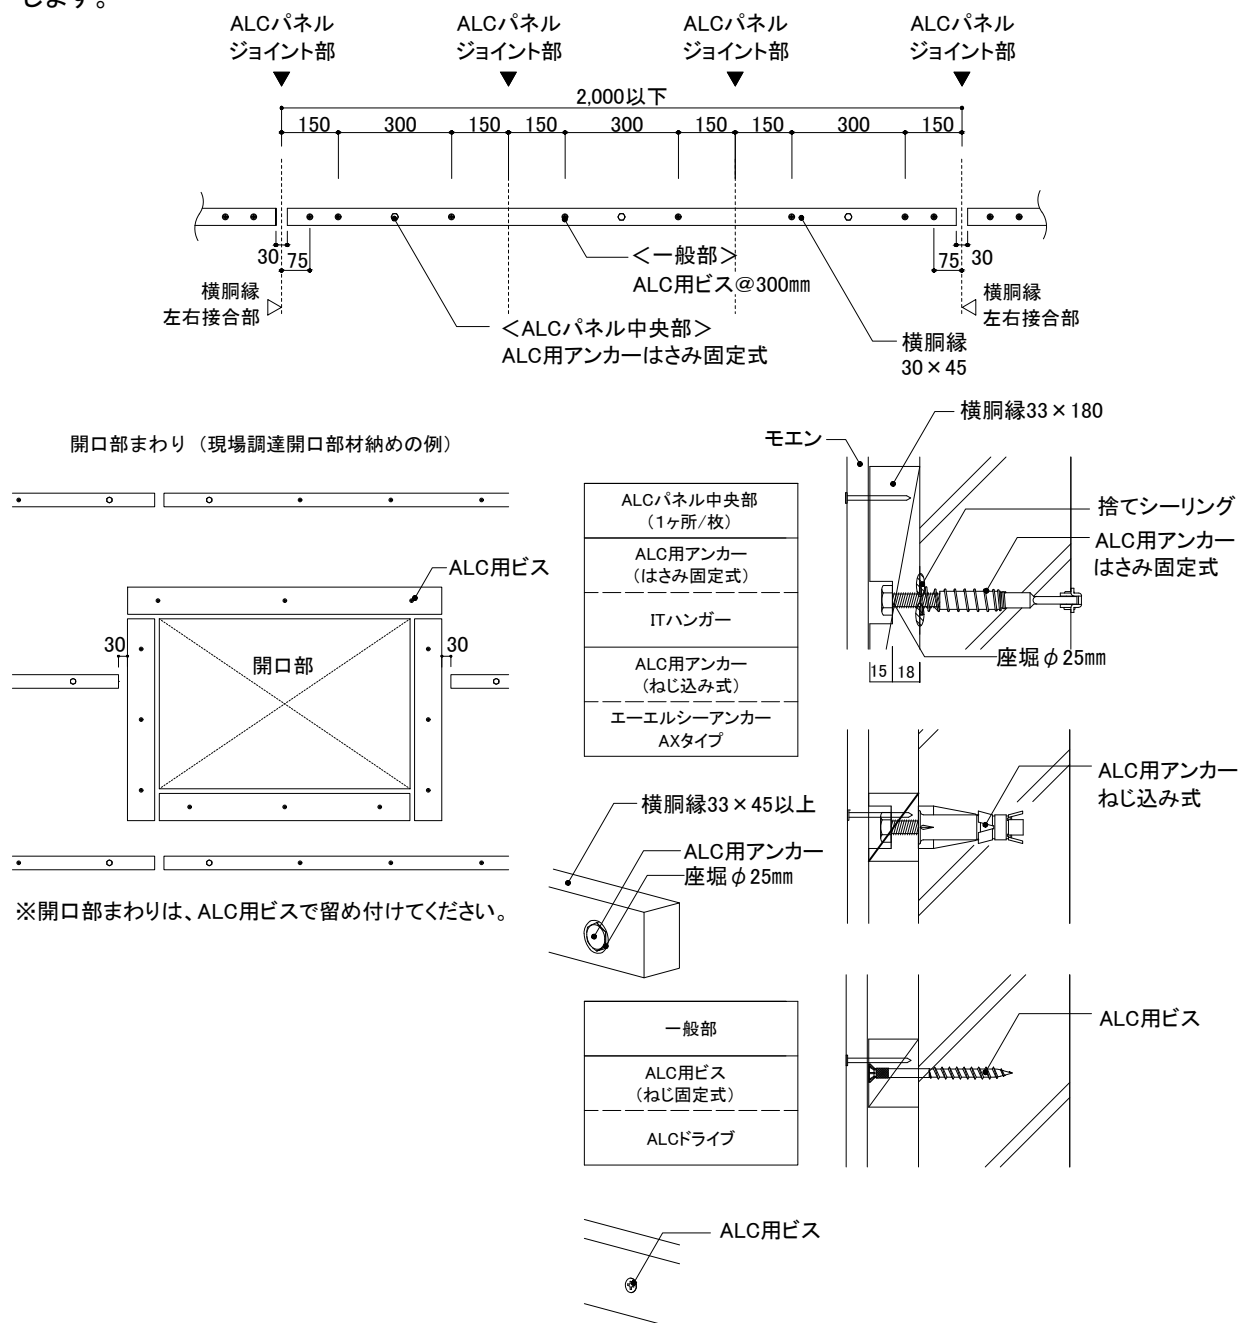 します。
ALCパネル
ジョイント部
ALCパネル
ジョイント部
ALCパネル
ジョイント部
ALCパネル
ジョイント部
2,000以下
150 300 150 150 300 150 150 300 150
30 75
75 30
＜一般部＞
ALC用ビス@300mm
横胴縁
左右接合部
横胴縁
左右接合部
＜ALCパネル中央部＞
ALC用アンカーはさみ固定式
横胴縁
30×45
開口部まわり（現場調達開口部材納めの例）
ALC用ビス
30
開口部
30
※開口部まわりは、ALC用ビスで留め付けてください。
ALCパネル中央部
（1ヶ所/枚）
ALC用アンカー
（はさみ固定式）
ITハンガー
ALC用アンカー
（ねじ込み式）
エーエルシーアンカー
AXタイプ
横胴縁33×45以上
ALC用アンカー
座堀φ25mm
一般部
ALC用ビス
（ねじ固定式）
ALCドライブ
ALC用ビス
横胴縁33×180
モエン
捨てシーリング
ALC用アンカー
はさみ固定式
座堀φ25mm
15 18
ALC用アンカー
ねじ込み式
ALC用ビス